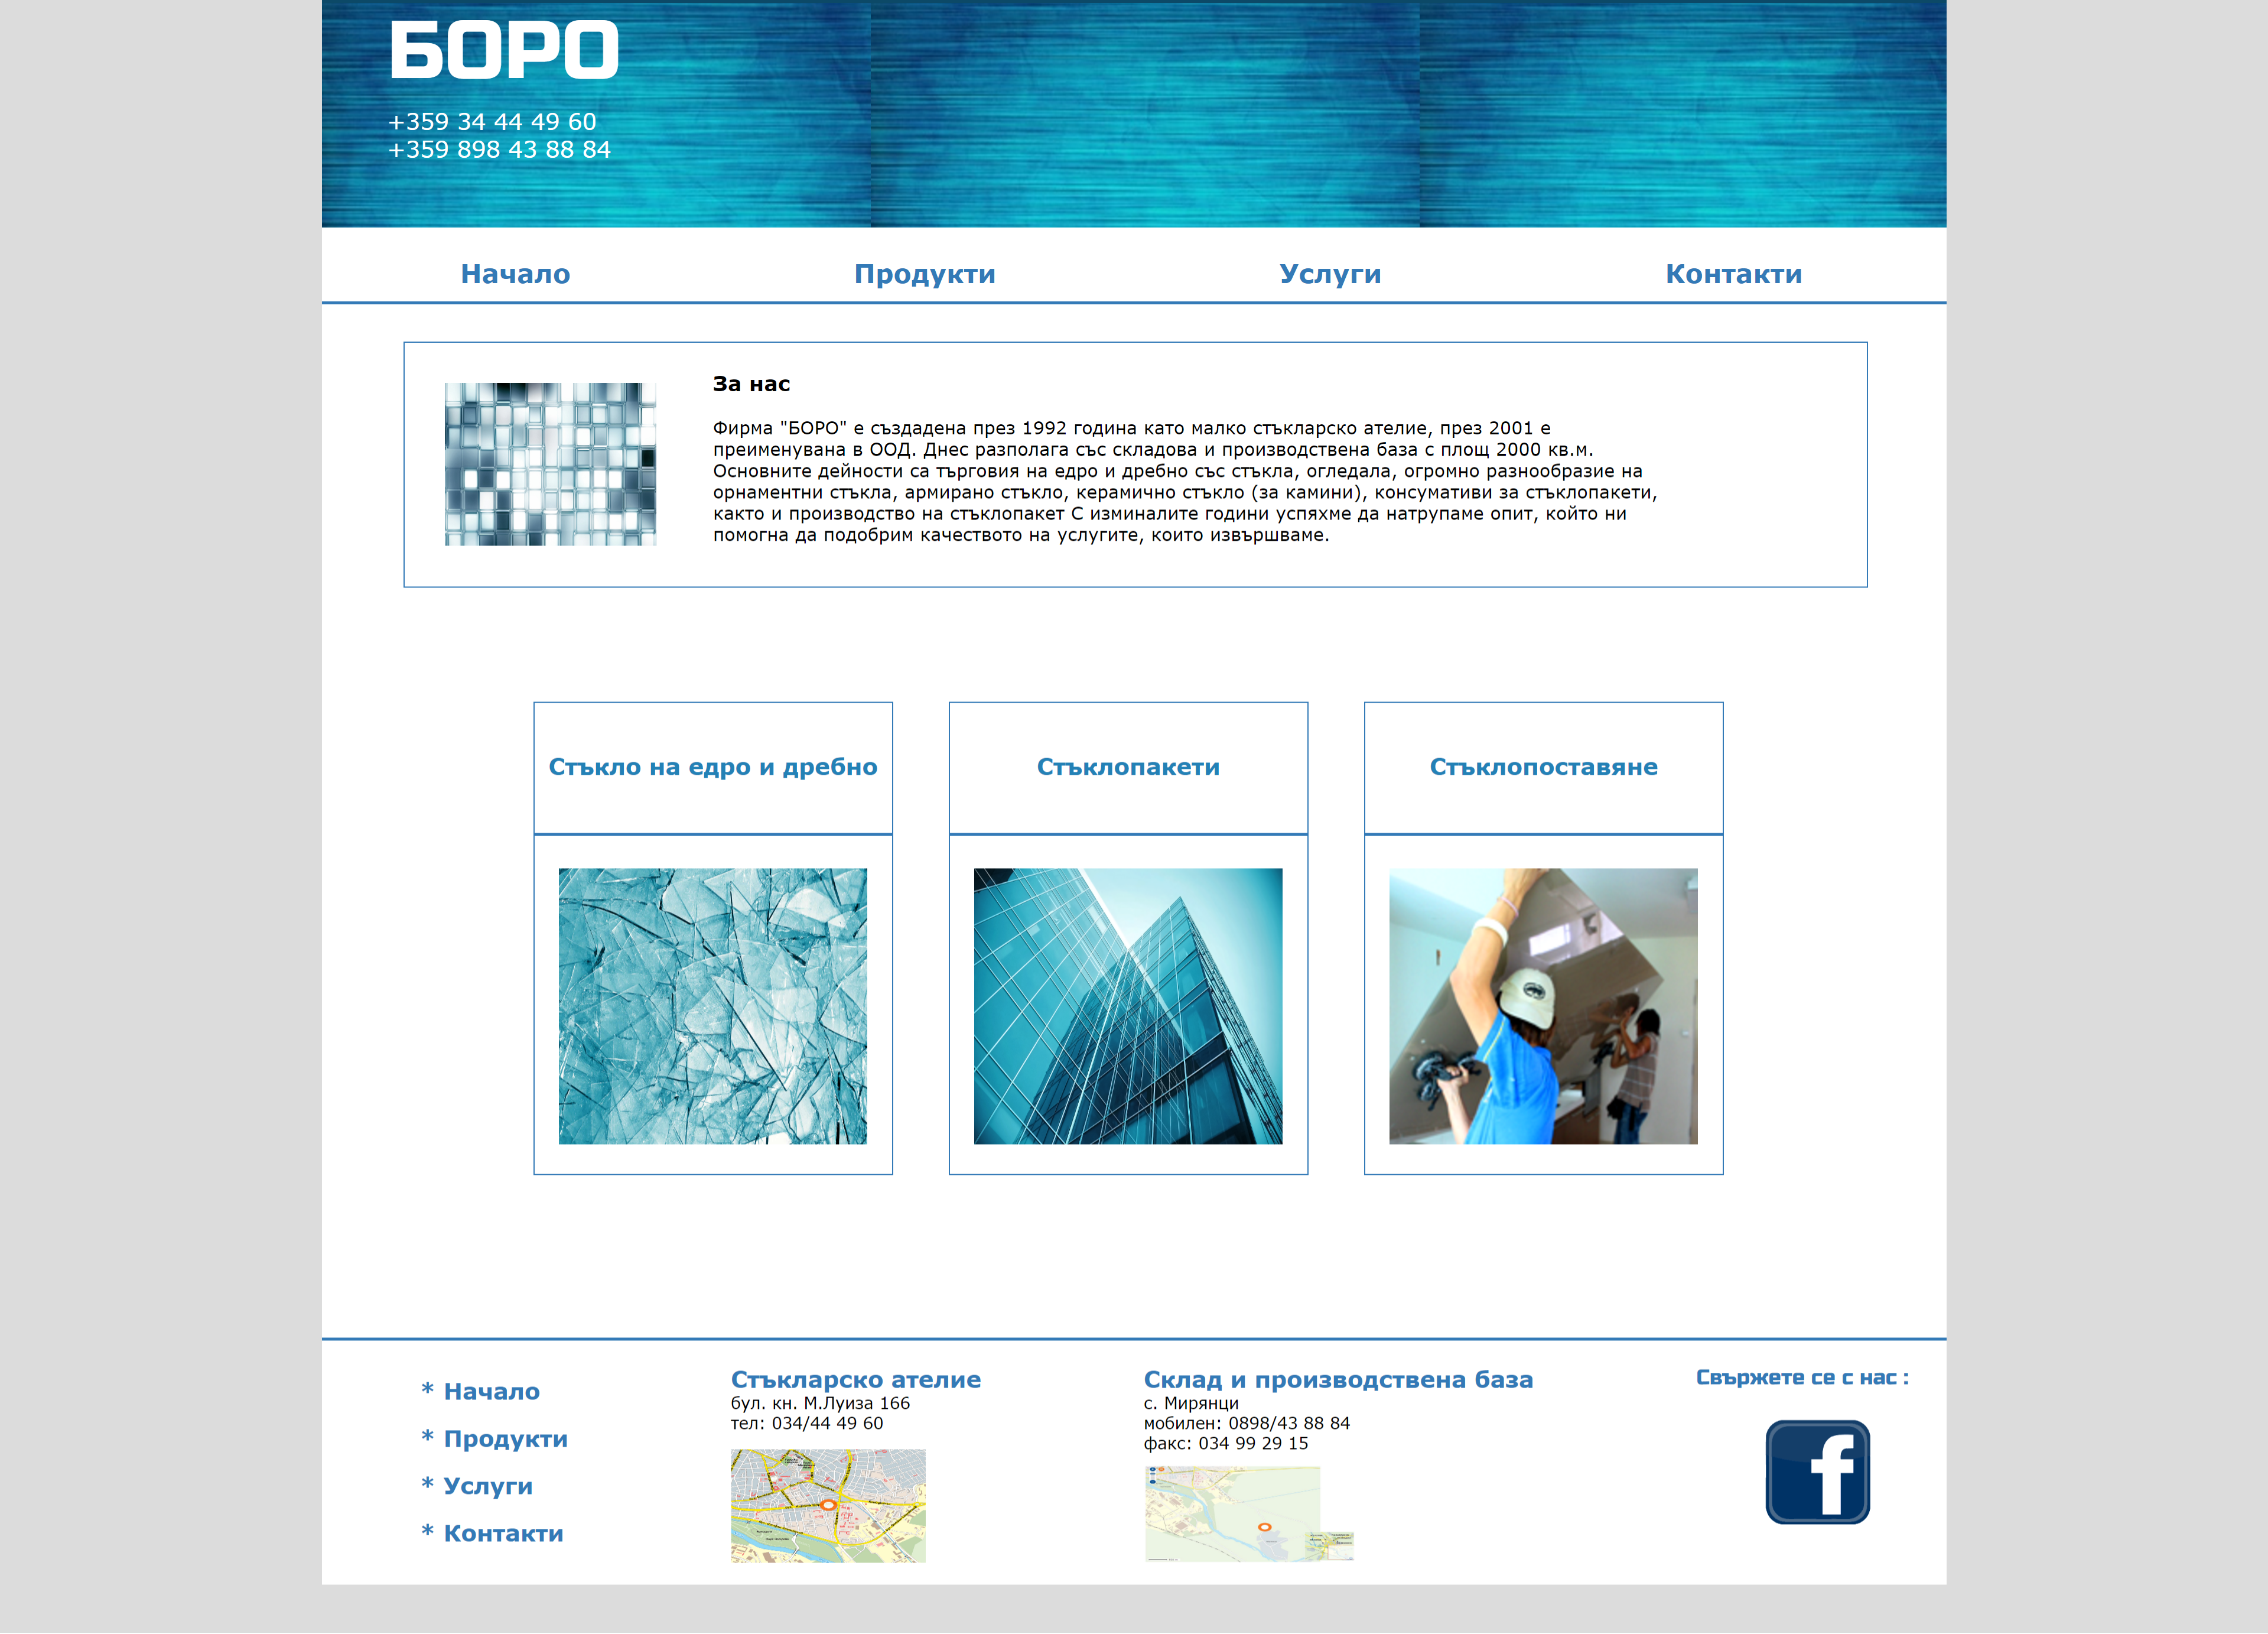 БОРО
+359 34 44 49 60
+359 898 43 88 84
Начало
Продукти
Услуги
Контакти
За нас
Фирма "БОРО" е създадена през 1992 година като малко стъкларско ателие, през 2001 е
преименувана в ООД. Днес разполага със складова и производствена база с площ 2000 кв.м.
Основните дейности са търговия на едро и дребно със стъкла, огледала, огромно разнообразие на
орнаментни стъкла, армирано стъкло, керамично стъкло (за камини), консумативи за стъклопакети,
както и производство на стъклопакет С изминалите години успяхме да натрупаме опит, който ни
помогна да подобрим качеството на услугите, които извършваме.
Стъкло на едро и дребно
Стъклопакети
Стъклопоставяне
* Начало
* Продукти
* Услуги
* Контакти
Стъкларско ателие
бул. кн. М.Луиза 166
тел: 034/44 49 60
Склад и производствена база
с. Мирянци
мобилен: 0898/43 88 84
факс: 034 99 29 15
Свържете се с нас :
f